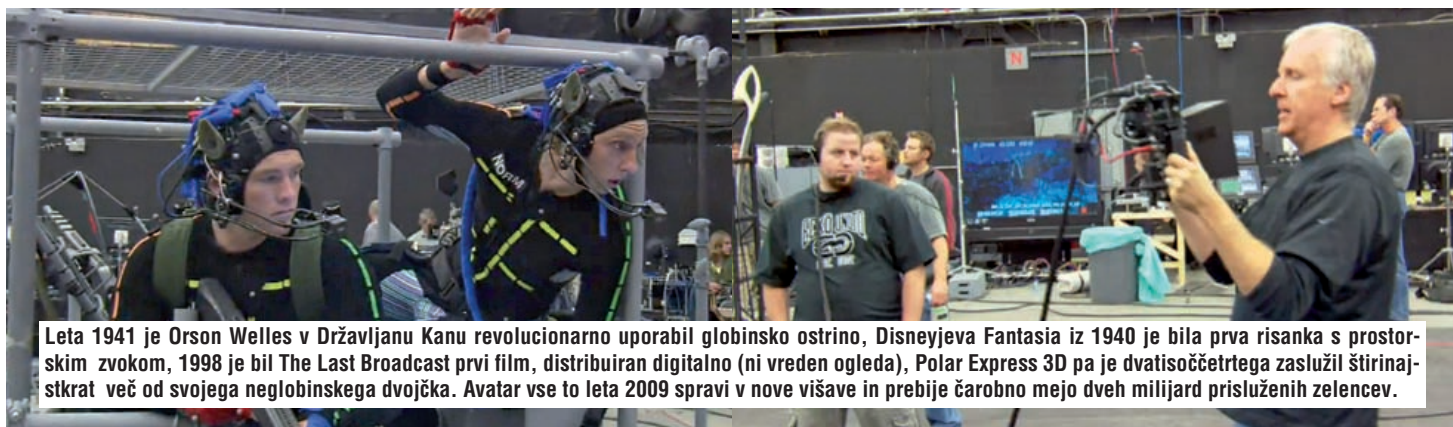 NORM
N
Leta 1941 je Orson Welles v Državljanu Kanu revolucionarno uporabil globinsko ostrino, Disneyjeva Fantasia iz 1940 je bila prva risanka s prostor-
skim zvokom, 1998 je bil The Last Broadcast prvi film, distribuiran digitalno (ni vreden ogleda), Polar Express 3D pa je dvatisoččetrtega zaslužil štirinaj-
stkrat več od svojega neglobinskega dvojčka. Avatar vse to leta 2009 spravi v nove višave in prebije čarobno mejo dveh milijard prisluženih zelencev.